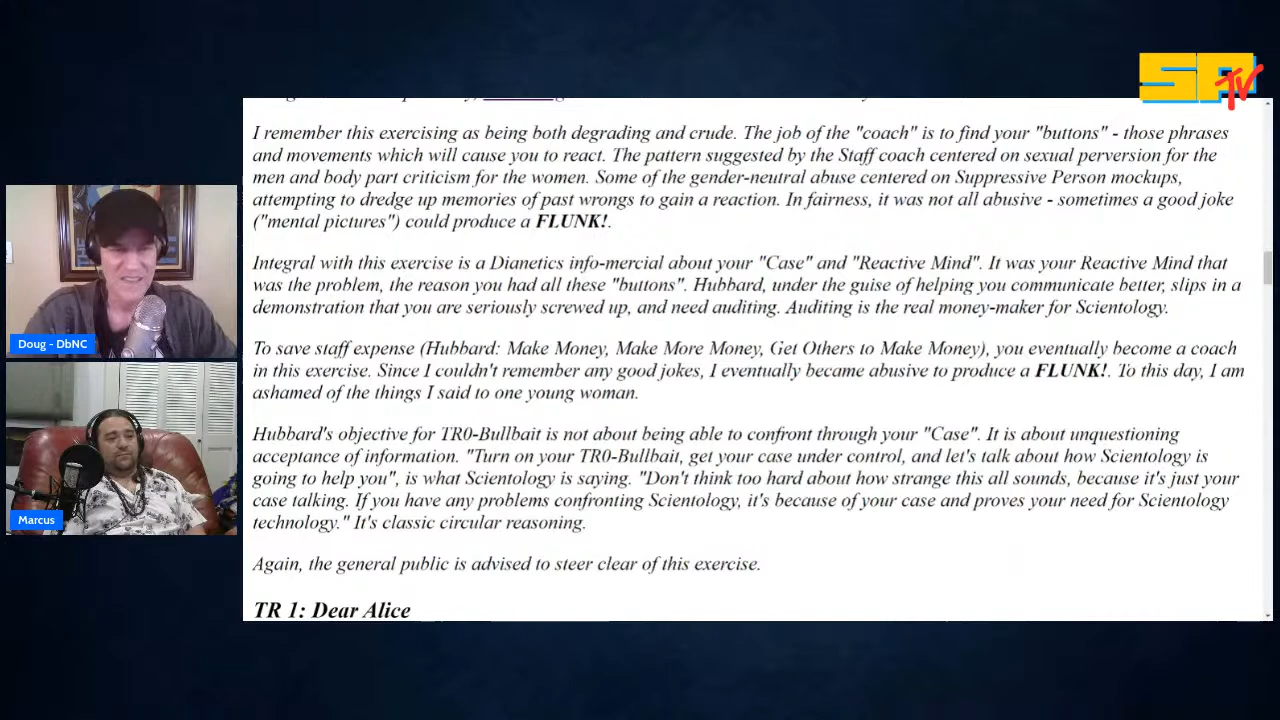 SPTV
I remember this exercising as being both degrading and crude. The job of the "coach" is to find your "buttons" - those phrases
and movements which will cause you to react. The pattern suggested by the Staff coach centered on sexual perversion for the
men and body part criticism for the women. Some of the gender-neutral abuse centered on Suppressive Person mockups,
attempting to dredge up memories of past wrongs to gain a reaction. In fairness, it was not all abusive - sometimes a good joke
("mental pictures") could produce a FLUNK!.
Integral with this exercise is a Dianetics info-mercial about your "Case" and "Reactive Mind". It was your Reactive Mind that
was the problem, the reason you had all these "buttons". Hubbard, under the guise of helping you communicate better, slips in a
demonstration that you are seriously screwed up, and need auditing. Auditing is the real money-maker for Scientology.
Doug - DbNC
To save staff expense (Hubbard: Make Money, Make More Money, Get Others to Make Money), you eventually become a coach
in this exercise. Since I couldn't remember any good jokes, I eventually became abusive to produce a FLUNK!. To this day, I am
ashamed of the things I said to one young woman.
Hubbard's objective for TR0-Bullbait is not about being able to confront through your "Case". It is about unquestioning
acceptance of information. "Turn on your TR0-Bullbait, get your case under control, and let's talk about how Scientology is
going to help you", is what Scientology is saying. "Don't think too hard about how strange this all sounds, because it's just your
case talking. If you have any problems confronting Scientology, it's because of your case and proves your need for Scientology
technology." It's classic circular reasoning.
Marcus
Again, the general public is advised to steer clear of this exercise.
TR 1: Dear Alice